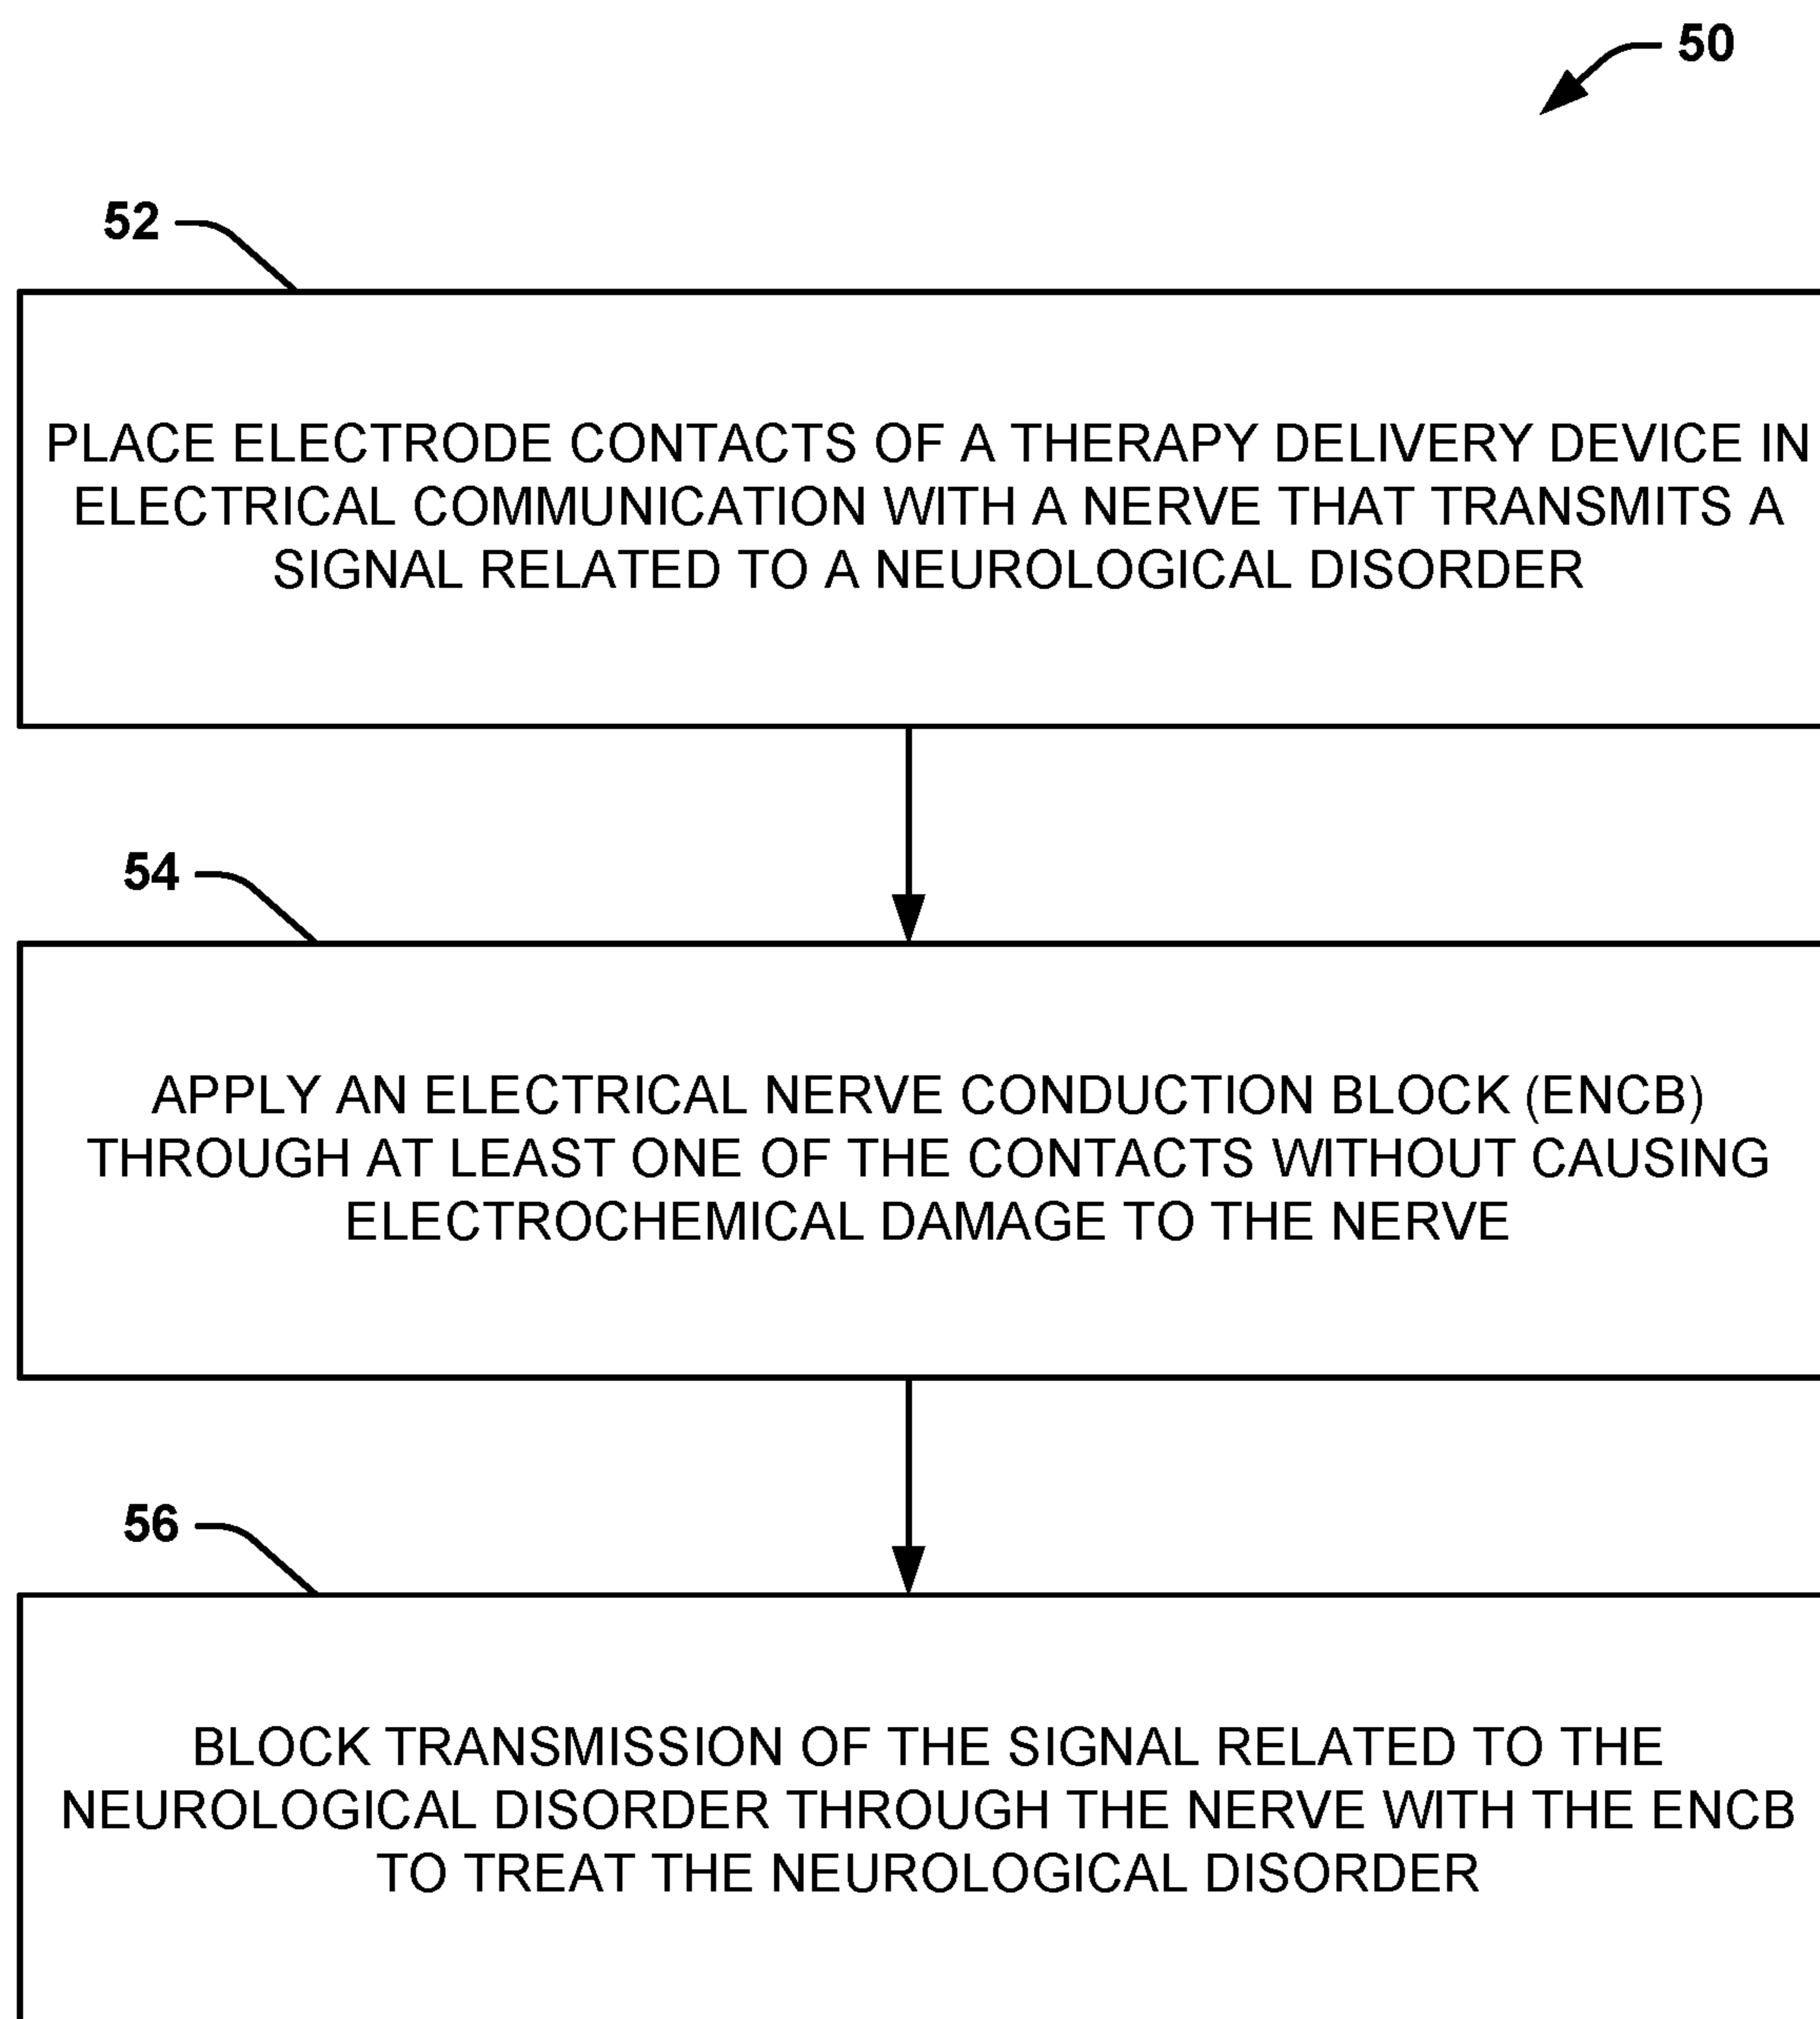 50
52
PLACE ELECTRODE CONTACTS OF A THERAPY DELIVERY DEVICE IN
ELECTRICAL COMMUNICATION WITH A NERVE THAT TRANSMITS A
SIGNAL RELATED TO A NEUROLOGICAL DISORDER
54
APPLY AN ELECTRICAL NERVE CONDUCTION BLOCK (ENCB)
THROUGH AT LEAST ONE OF THE CONTACTS WITHOUT CAUSING
ELECTROCHEMICAL DAMAGE TO THE NERVE
56
BLOCK TRANSMISSION OF THE SIGNAL RELATED TO THE
NEUROLOGICAL DISORDER THROUGH THE NERVE WITH THE ENCB
TO TREAT THE NEUROLOGICAL DISORDER